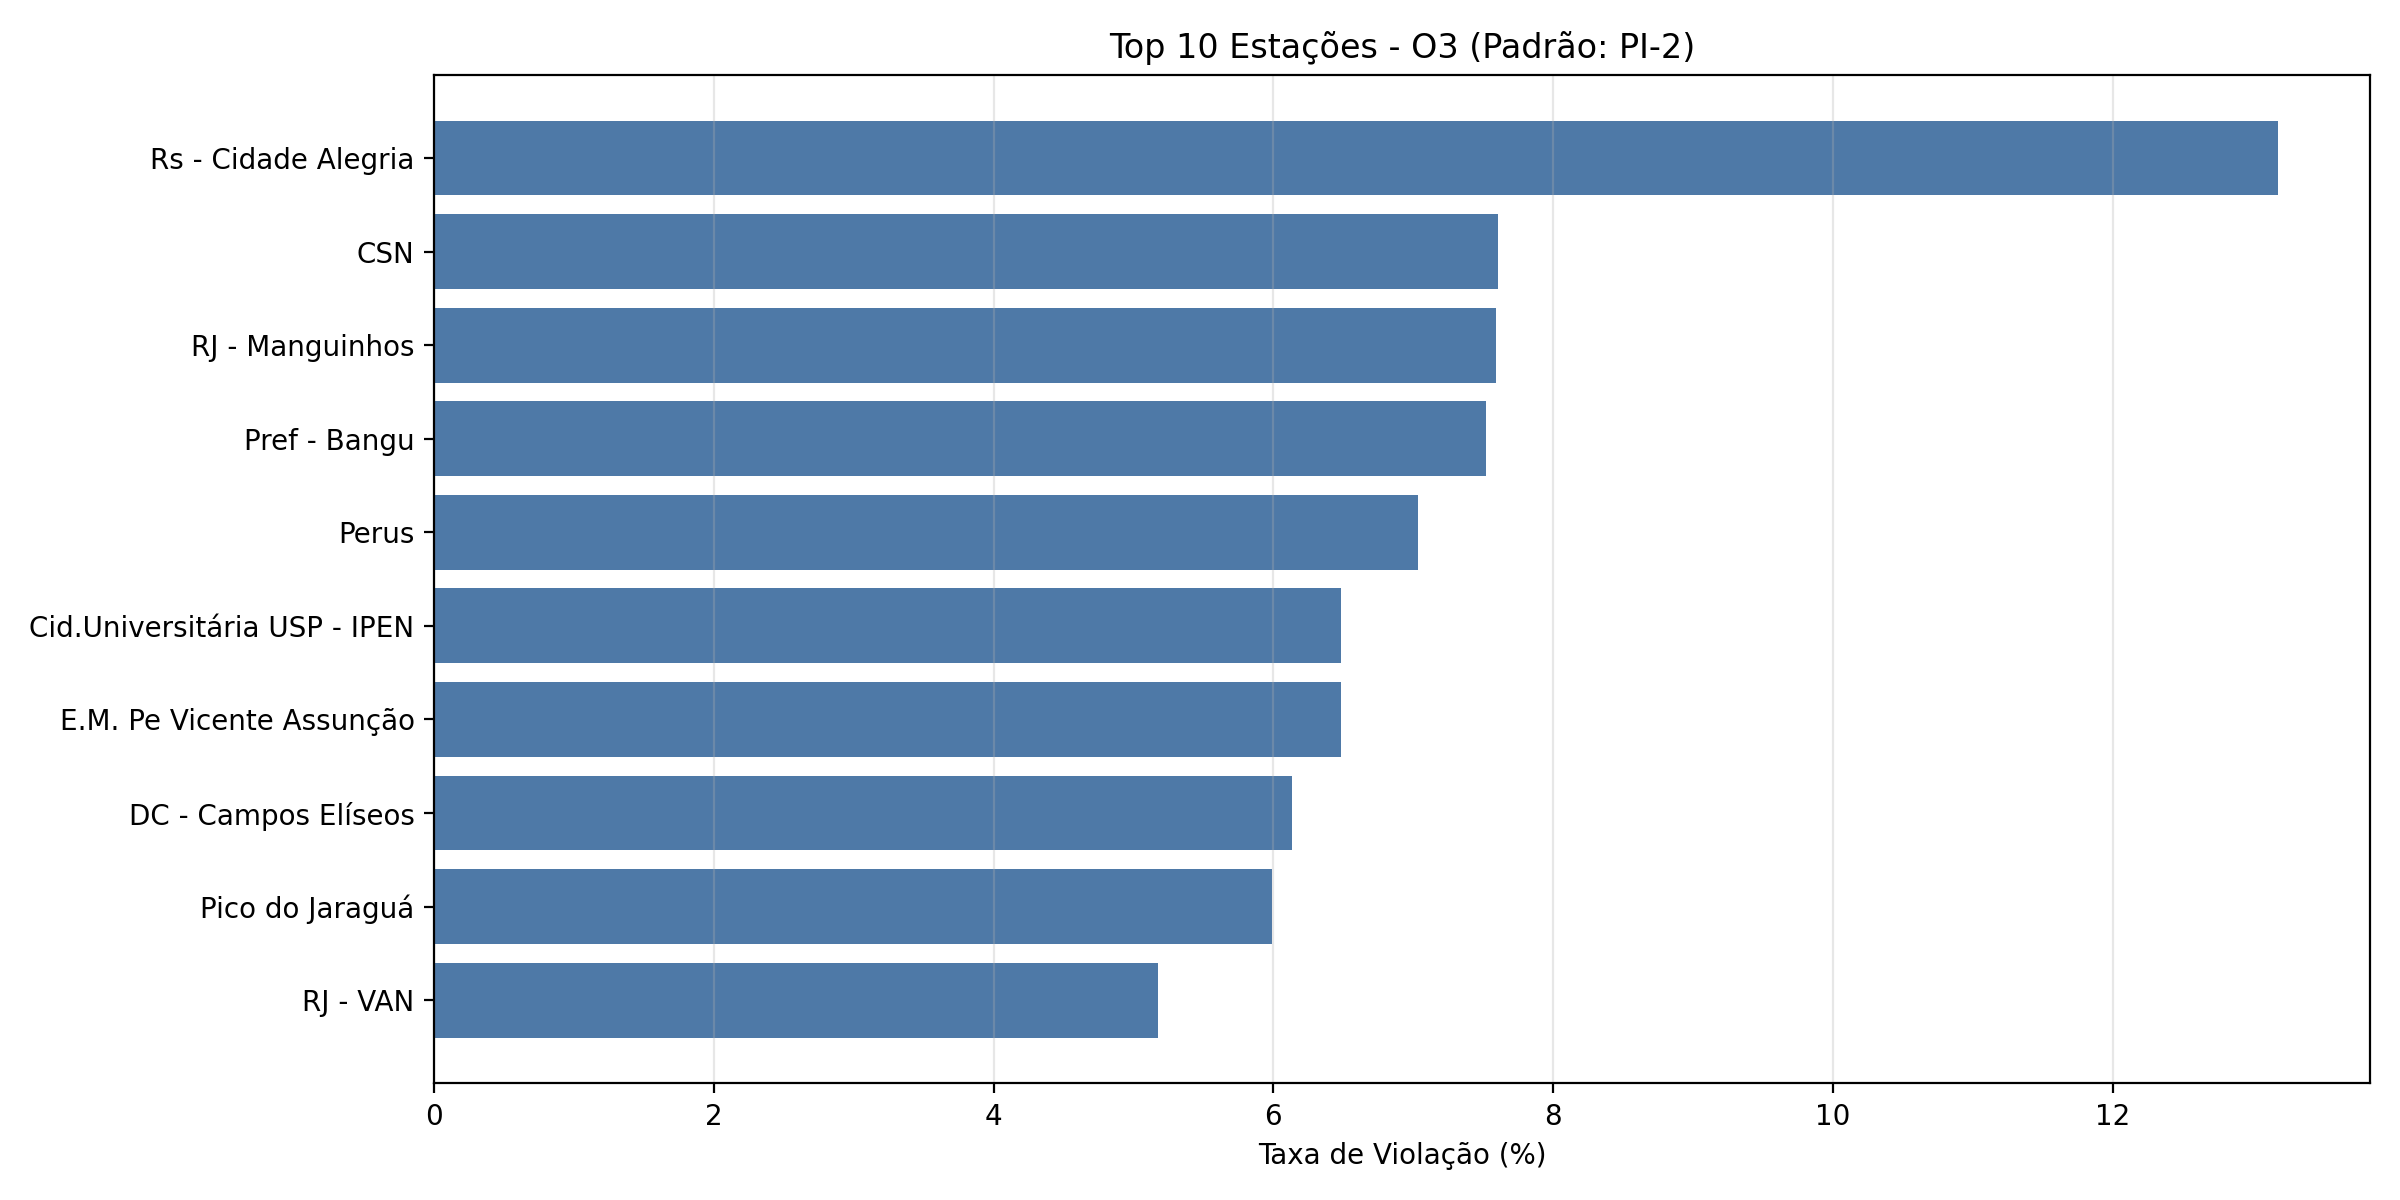 Top 10 Estações - O3 (Padrão: PI-2)
Rs - Cidade Alegria
CSN
RJ - Manguinhos
Pref - Bangu
Perus
Cid.Universitária USP - IPEN
E.M. Pe Vicente Assunção
DC - Campos Elíseos
Pico do Jaraguá
RJ - VAN
0 2 4 6 8 10 12
Taxa de Violação (%)